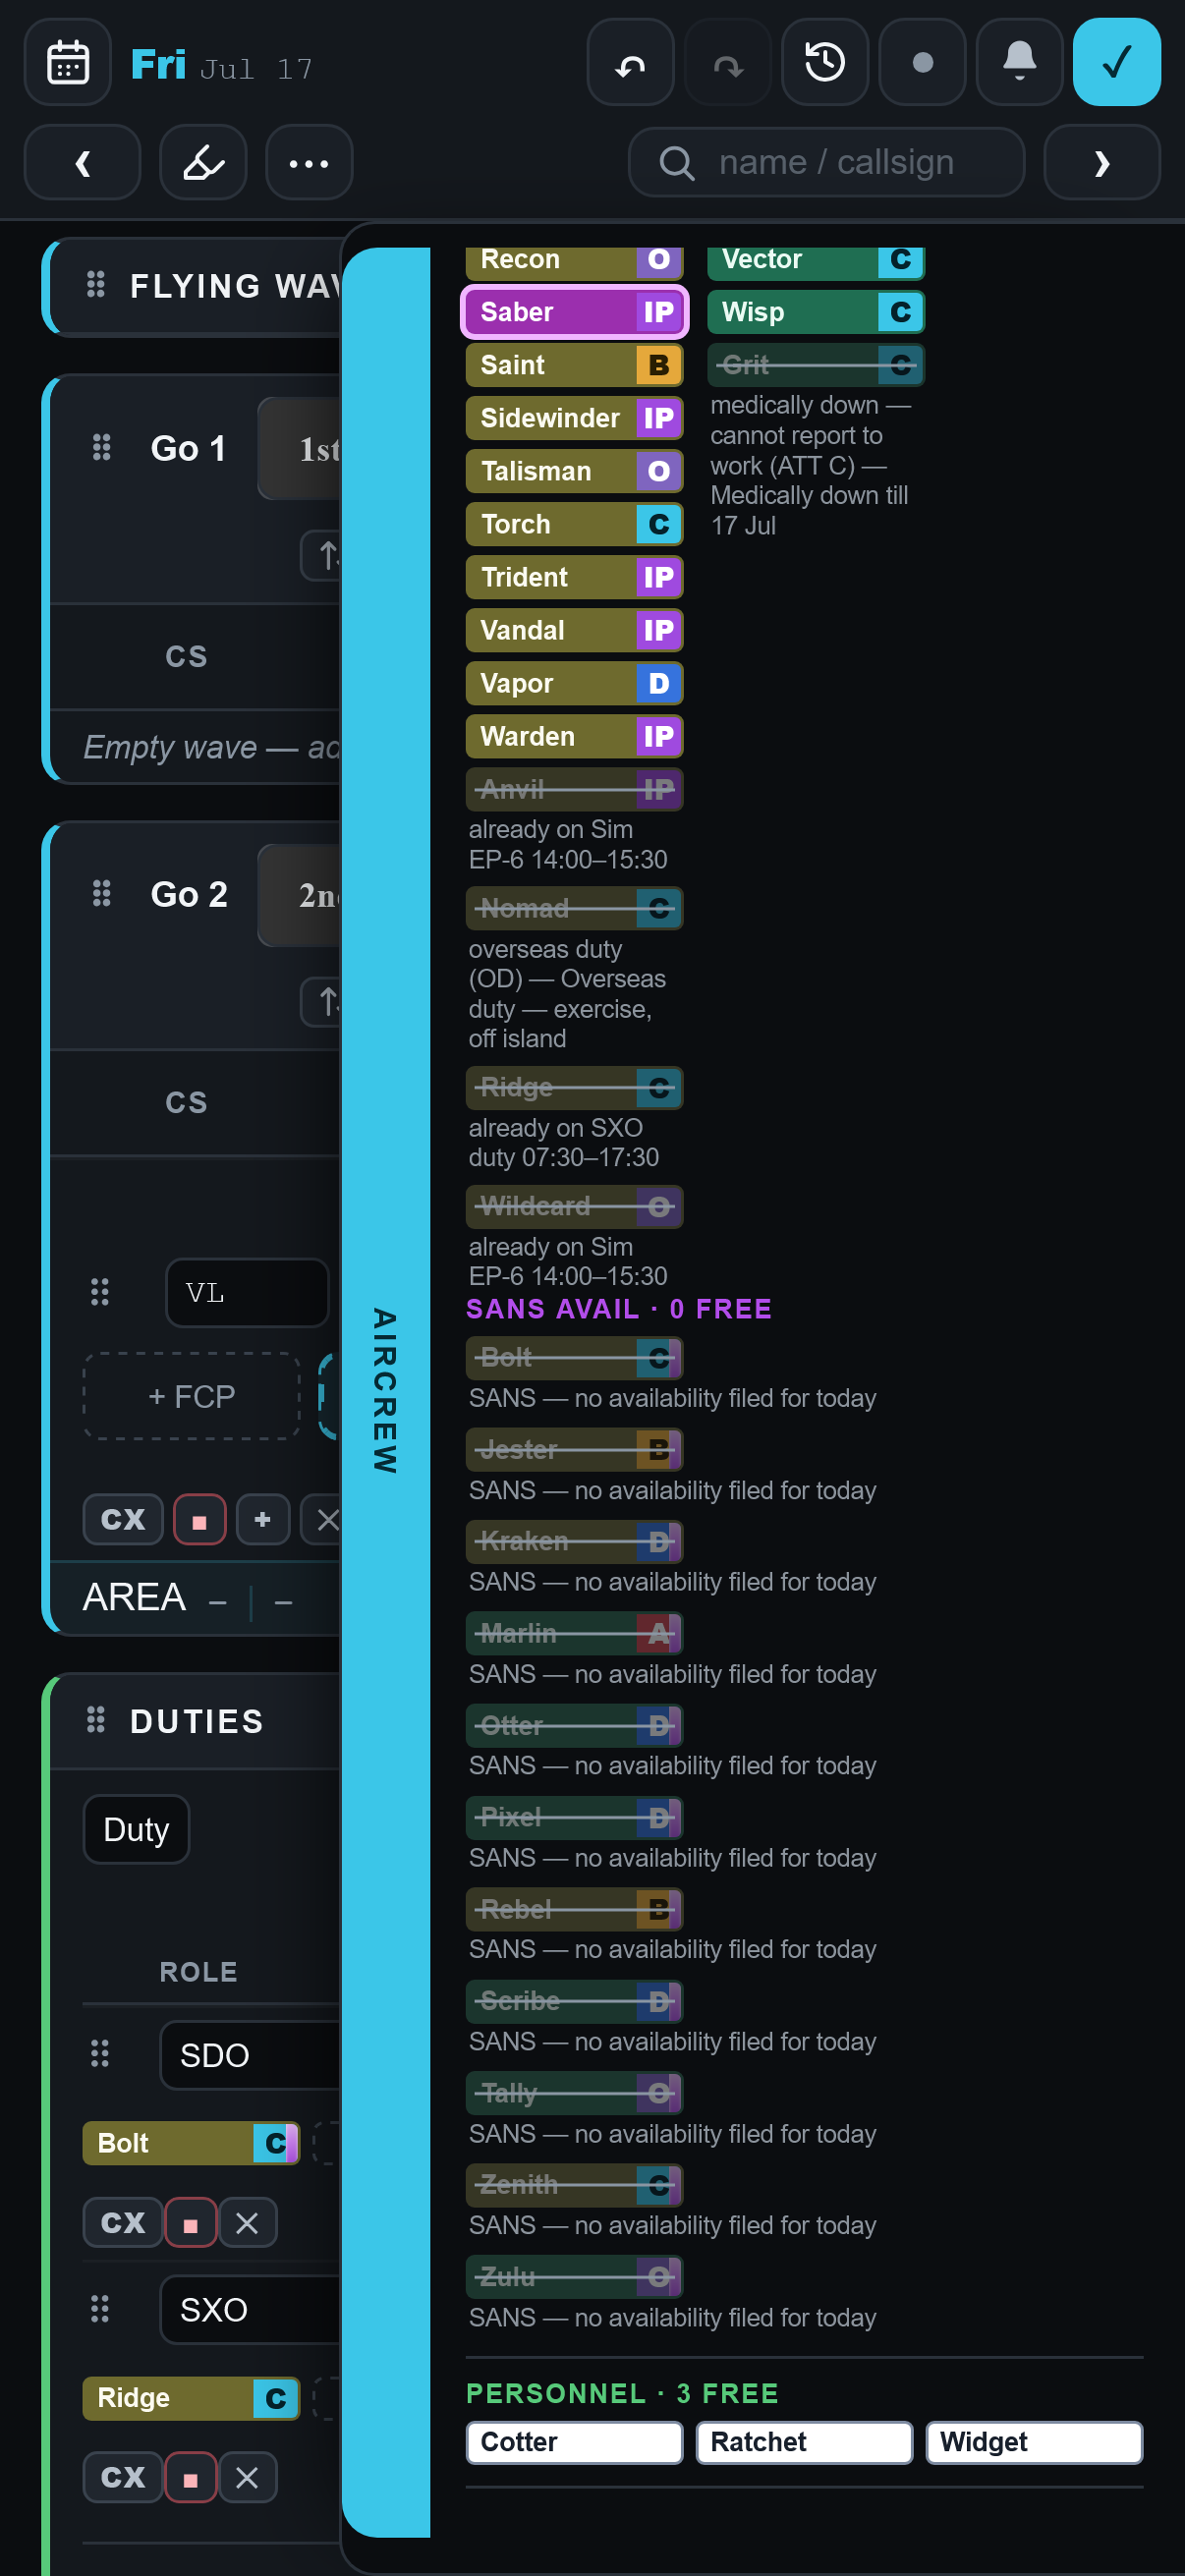 Fri Jul 17
name / callsign
FLYING WAV
Go 1
1st
CS
Empty wave — ad
Go 2
2n
CS
VL
+ FCP
CX + ×
AREA – | –
DUTIES
Duty
ROLE
SDO
Bolt C
CX ×
SXO
Ridge C
CX ×
AIRCREW
Recon O
Saber IP
Saint B
Sidewinder IP
Talisman O
Torch C
Trident IP
Vandal IP
Vapor D
Warden IP
Anvil IP
already on Sim
EP-6 14:00–15:30
Nomad C
overseas duty
(OD) — Overseas
duty — exercise,
off island
Ridge C
already on SXO
duty 07:30–17:30
Wildcard O
already on Sim
EP-6 14:00–15:30
Vector C
Wisp C
Grit C
medically down —
cannot report to
work (ATT C) —
Medically down till
17 Jul
SANS AVAIL · 0 FREE
Bolt C
SANS — no availability filed for today
Jester B
SANS — no availability filed for today
Kraken D
SANS — no availability filed for today
Marlin A
SANS — no availability filed for today
Otter D
SANS — no availability filed for today
Pixel D
SANS — no availability filed for today
Rebel B
SANS — no availability filed for today
Scribe D
SANS — no availability filed for today
Tally O
SANS — no availability filed for today
Zenith C
SANS — no availability filed for today
Zulu O
SANS — no availability filed for today
PERSONNEL · 3 FREE
Cotter
Ratchet
Widget